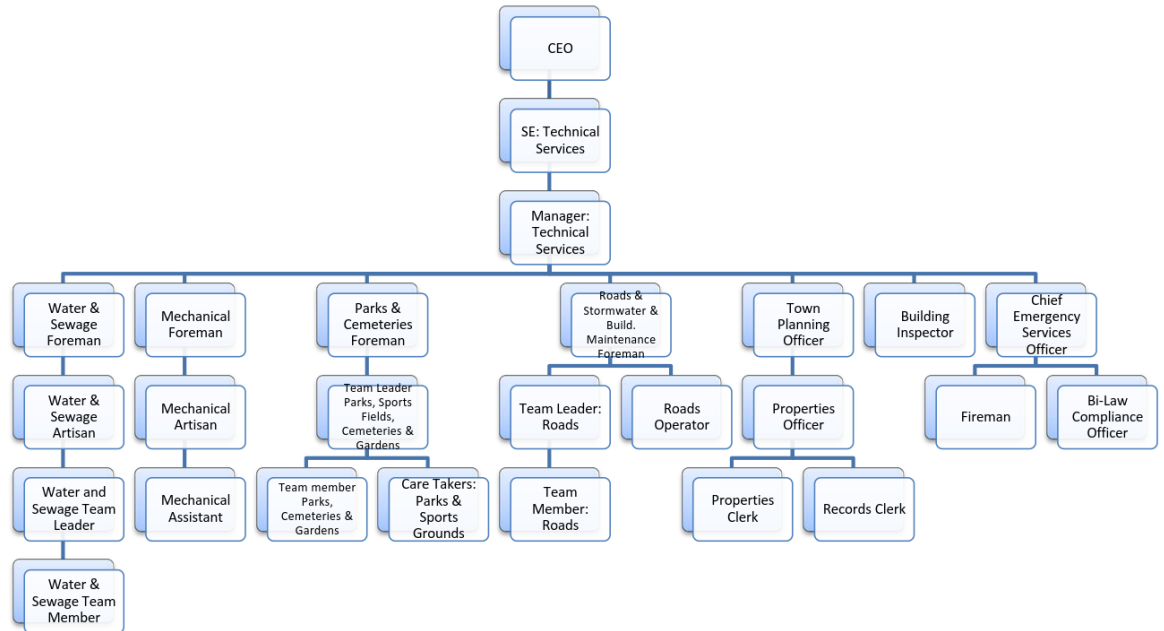 CEO
SE: Technical
Services
Manager:
Technical
Services
Water &
Sewage
Foreman
Mechanical
Foreman
Parks &
Cemeteries
Foreman
Roads &
Stormwater &
Build.
Maintenance
Foreman
Town
Planning
Officer
Building
Inspector
Chief
Emergency
Services
Officer
Water &
Sewage
Artisan
Mechanical
Artisan
Team Leader
Parks, Sports
Fields,
Cemeteries &
Gardens
Team Leader:
Roads
Roads
Operator
Properties
Officer
Fireman
Bi-Law
Compliance
Officer
Water and
Sewage Team
Leader
Mechanical
Assistant
Team member
Parks,
Cemeteries &
Gardens
Care Takers:
Parks &
Sports
Grounds
Team
Member:
Roads
Properties
Clerk
Records Clerk
Water &
Sewage Team
Member